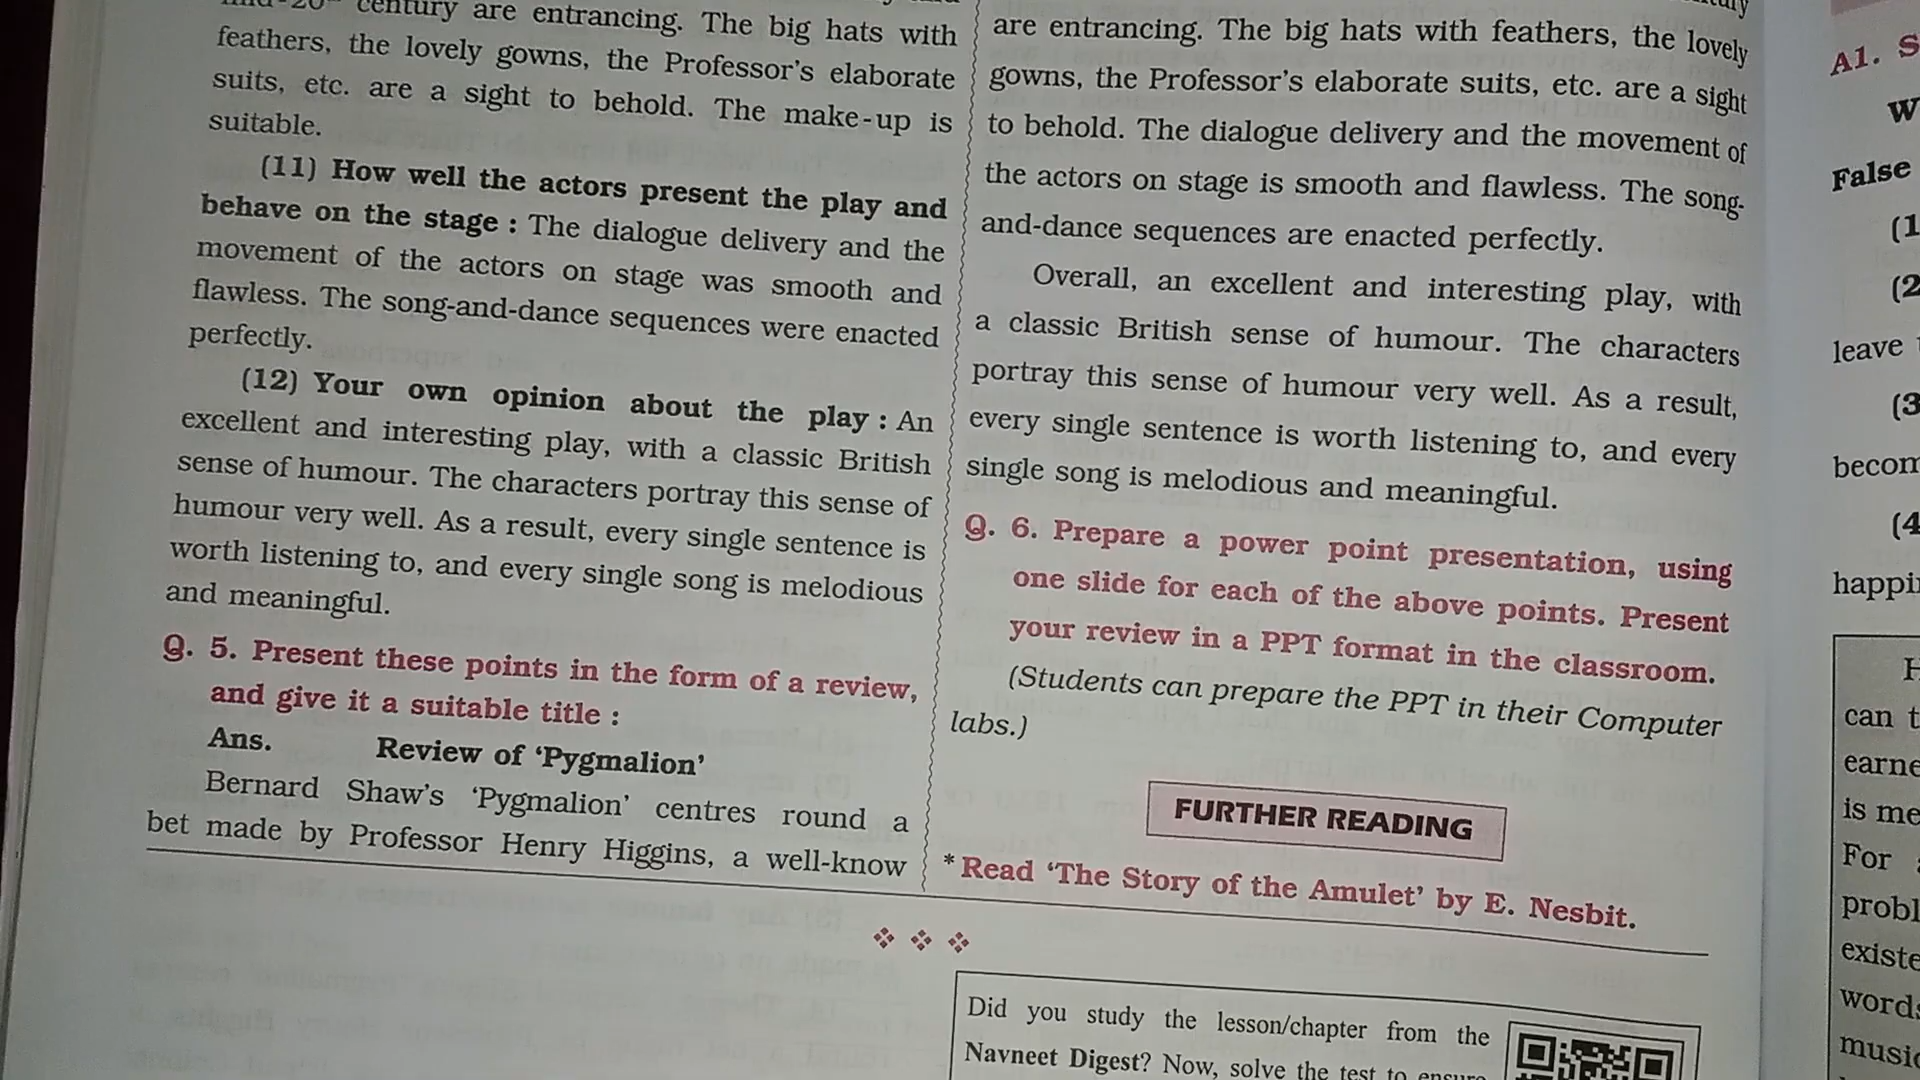 century are entrancing. The big hats with
feathers, the lovely gowns, the Professor's elaborate
suits, etc. are a sight to behold. The make-up is
suitable.
(11) How well the actors present the play and
behave on the stage : The dialogue delivery and the
movement of the actors on stage was smooth and
flawless. The song-and-dance sequences were enacted
perfectly.
(12) Your own opinion about the play : An
excellent and interesting play, with a classic British
sense of humour. The characters portray this sense of
humour very well. As a result, every single sentence is
worth listening to, and every single song is melodious
and meaningful.
Q. 5. Present these points in the form of a review,
and give it a suitable title :
Ans. Review of 'Pygmalion'
Bernard Shaw's 'Pygmalion' centres round a
bet made by Professor Henry Higgins, a well-know
are entrancing. The big hats with feathers, the lovely
gowns, the Professor's elaborate suits, etc. are a sight
to behold. The dialogue delivery and the movement of
the actors on stage is smooth and flawless. The song-
and-dance sequences are enacted perfectly.
Overall, an excellent and interesting play, with
a classic British sense of humour. The characters
portray this sense of humour very well. As a result,
every single sentence is worth listening to, and every
single song is melodious and meaningful.
Q. 6. Prepare a power point presentation, using
one slide for each of the above points. Present
your review in a PPT format in the classroom.
(Students can prepare the PPT in their Computer
labs.)
FURTHER READING
* Read 'The Story of the Amulet' by E. Nesbit.
Did you study the lesson/chapter from the
Navneet Digest? Now, solve the test to ensure
A1. S
W
False
(1
(2
leave
(3
becom
(4
happi
H
can t
earne
is me
For
probl
existe
words
music